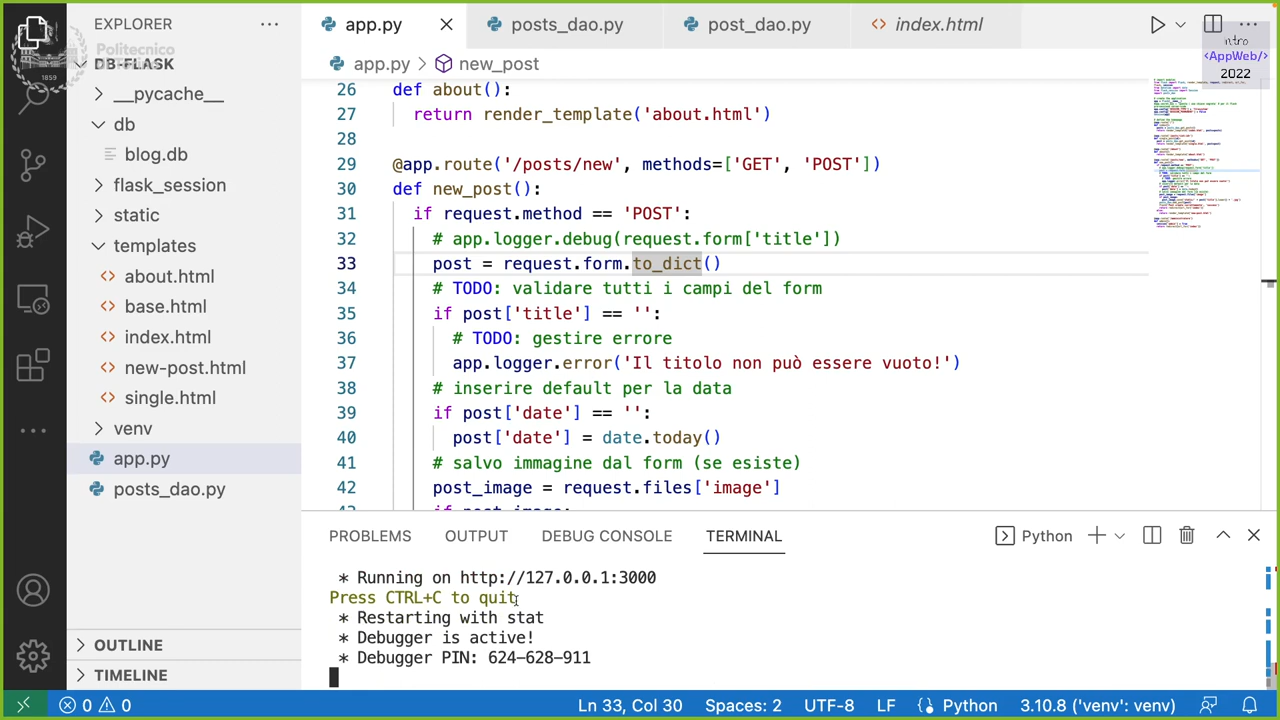 EXPLORER
app.py
posts_dao.py
post_dao.py
index.html
Politecnico
1859
ntro
<AppWeb/>
2022
DB-FLASK
__pycache__
db
blog.db
flask_session
static
templates
about.html
base.html
index.html
new-post.html
single.html
venv
app.py
posts_dao.py
OUTLINE
TIMELINE
app.py > new_post
26 def about():
27 return render_template('about.html')
28
29 @app.route('/posts/new', methods=['GET', 'POST'])
30 def new_post():
31 if request.method == 'POST':
32 # app.logger.debug(request.form['title'])
33 post = request.form.to_dict()
34 # TODO: validare tutti i campi del form
35 if post['title'] == '':
36 # TODO: gestire errore
37 app.logger.error('Il titolo non può essere vuoto!')
38 # inserire default per la data
39 if post['date'] == '':
40 post['date'] = date.today()
41 # salvo immagine dal form (se esiste)
42 post_image = request.files['image']
PROBLEMS OUTPUT DEBUG CONSOLE TERMINAL
Python
* Running on http://127.0.0.1:3000
Press CTRL+C to quit
* Restarting with stat
* Debugger is active!
* Debugger PIN: 624-628-911
0 0
Ln 33, Col 30 Spaces: 2 UTF-8 LF Python 3.10.8 ('venv': venv)